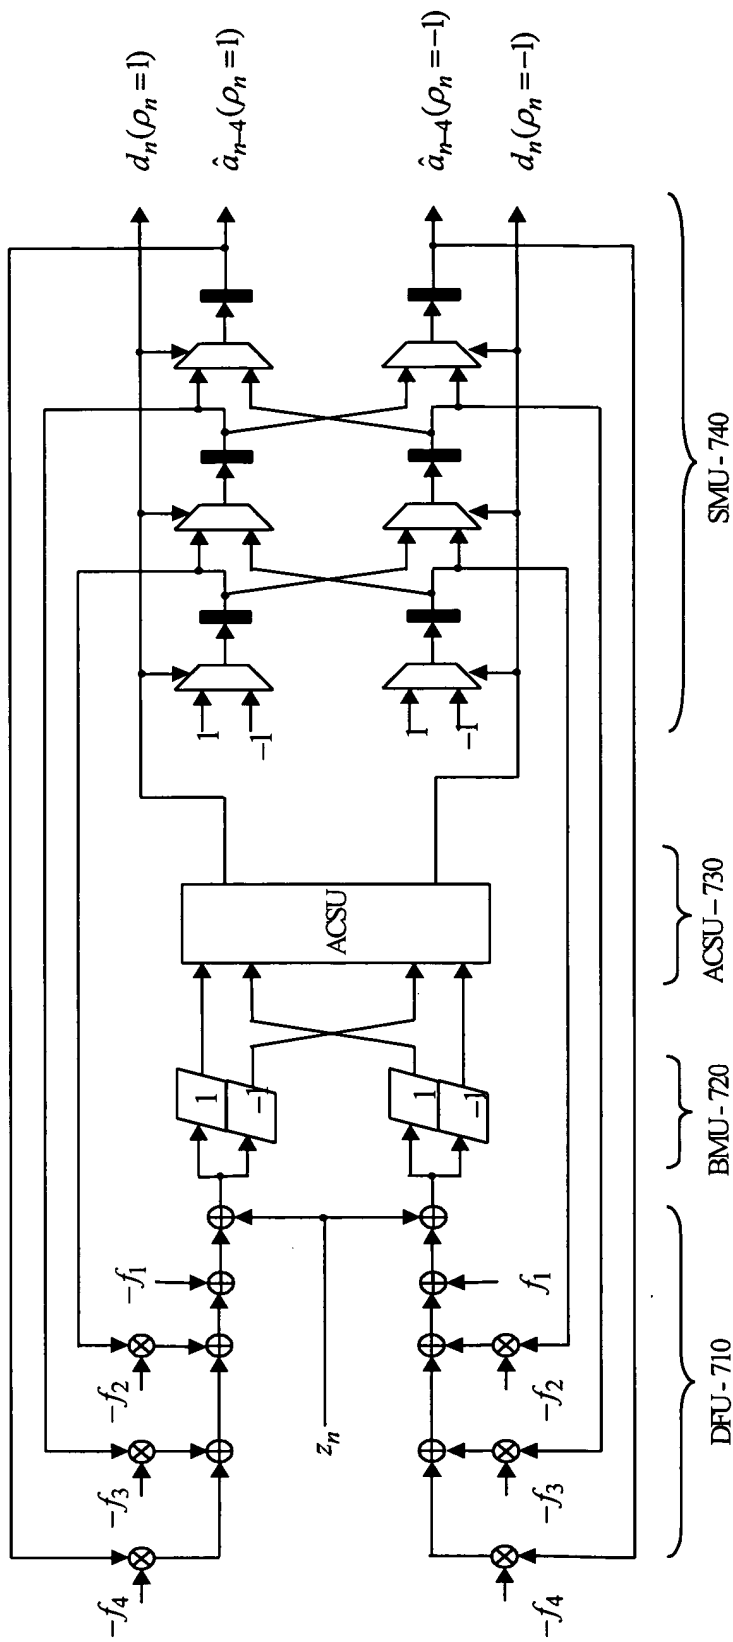 d_n(ρ_n = 1)
â_{n-4}(ρ_n = 1)
â_{n-4}(ρ_n = -1)
d_n(ρ_n = -1)
1
-1
1
-1
ACSU
1
-1
1
-1
-f_1
-f_2
-f_3
-f_4
z_n
f_1
-f_2
-f_3
-f_4
DFU - 710
BMU - 720
ACSU - 730
SMU - 740